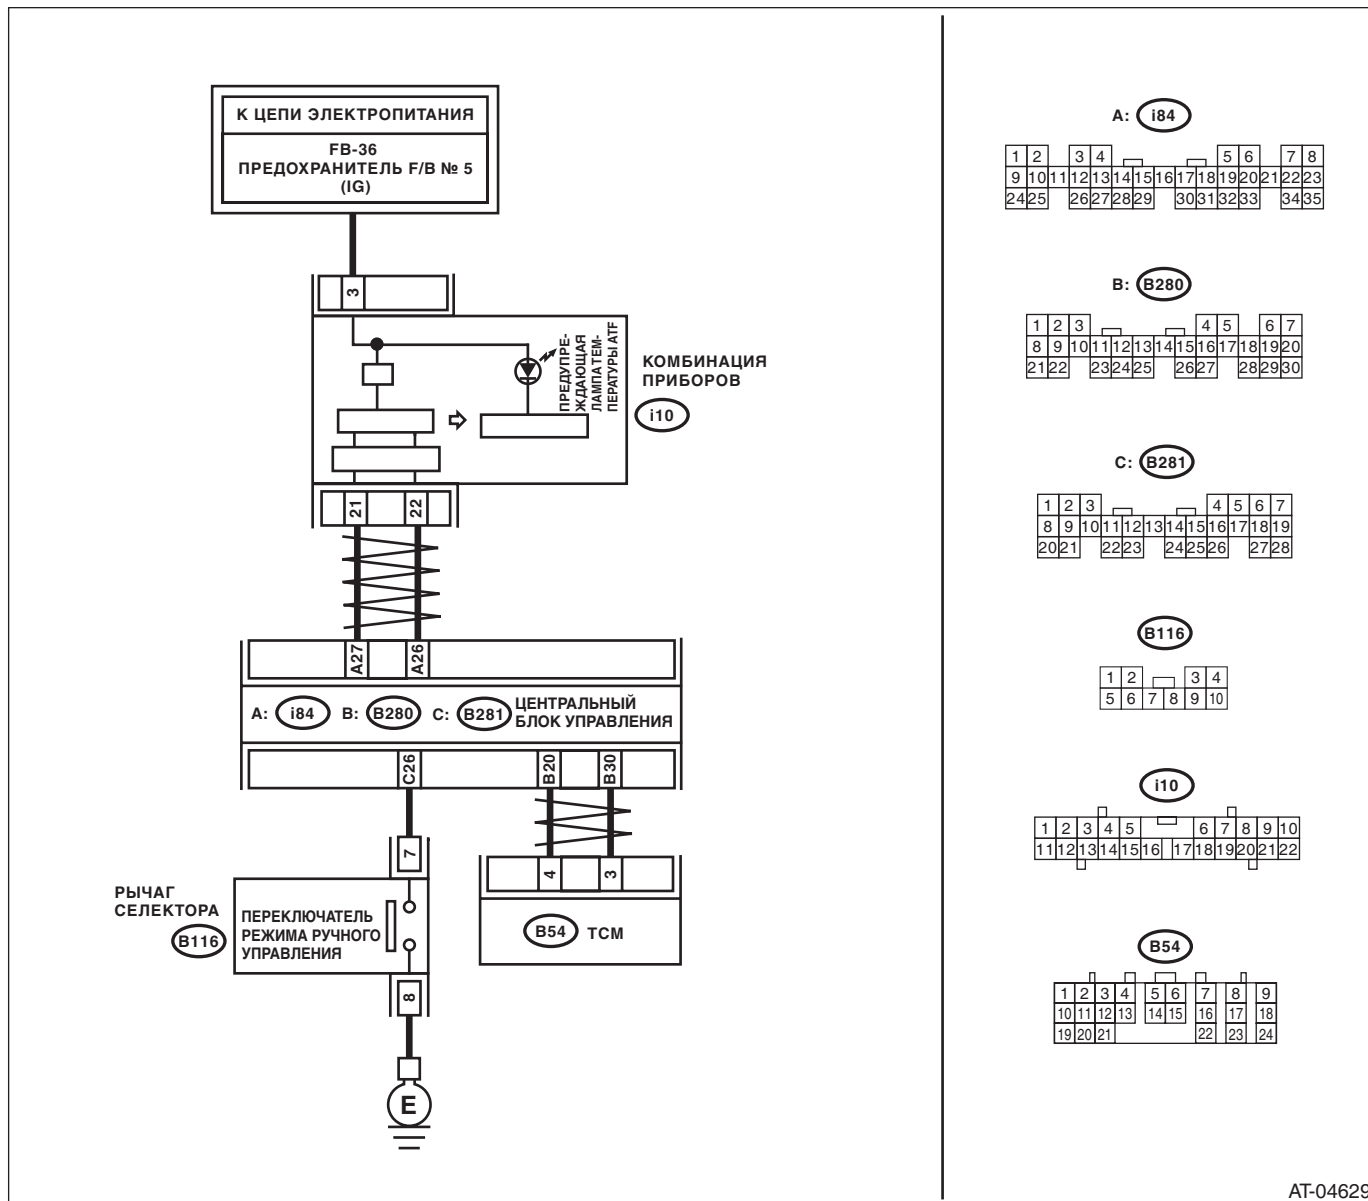 К ЦЕПИ ЭЛЕКТРОПИТАНИЯ
FB-36
ПРЕДОХРАНИТЕЛЬ F/B № 5
(IG)
3
ПРЕДУПРЕ-
ЖДАЮЩАЯ
ЛАМПА ТЕМ-
ПЕРАТУРЫ ATF
КОМБИНАЦИЯ
ПРИБОРОВ
i10
21 22
A27 A26
A: i84 B: B280 C: B281 ЦЕНТРАЛЬНЫЙ
БЛОК УПРАВЛЕНИЯ
C26 B20 B30
7
4 3
РЫЧАГ
СЕЛЕКТОРА
B116
ПЕРЕКЛЮЧАТЕЛЬ
РЕЖИМА РУЧНОГО
УПРАВЛЕНИЯ
B54 TCM
8
E
A: i84
1 2 3 4 5 6 7 8
9 10 11 12 13 14 15 16 17 18 19 20 21 22 23
24 25 26 27 28 29 30 31 32 33 34 35
B: B280
1 2 3 4 5 6 7
8 9 10 11 12 13 14 15 16 17 18 19 20
21 22 23 24 25 26 27 28 29 30
C: B281
1 2 3 4 5 6 7
8 9 10 11 12 13 14 15 16 17 18 19
20 21 22 23 24 25 26 27 28
B116
1 2 3 4
5 6 7 8 9 10
i10
1 2 3 4 5 6 7 8 9 10
11 12 13 14 15 16 17 18 19 20 21 22
B54
1 2 3 4 5 6 7 8 9
10 11 12 13 14 15 16 17 18
19 20 21 22 23 24
AT-04629